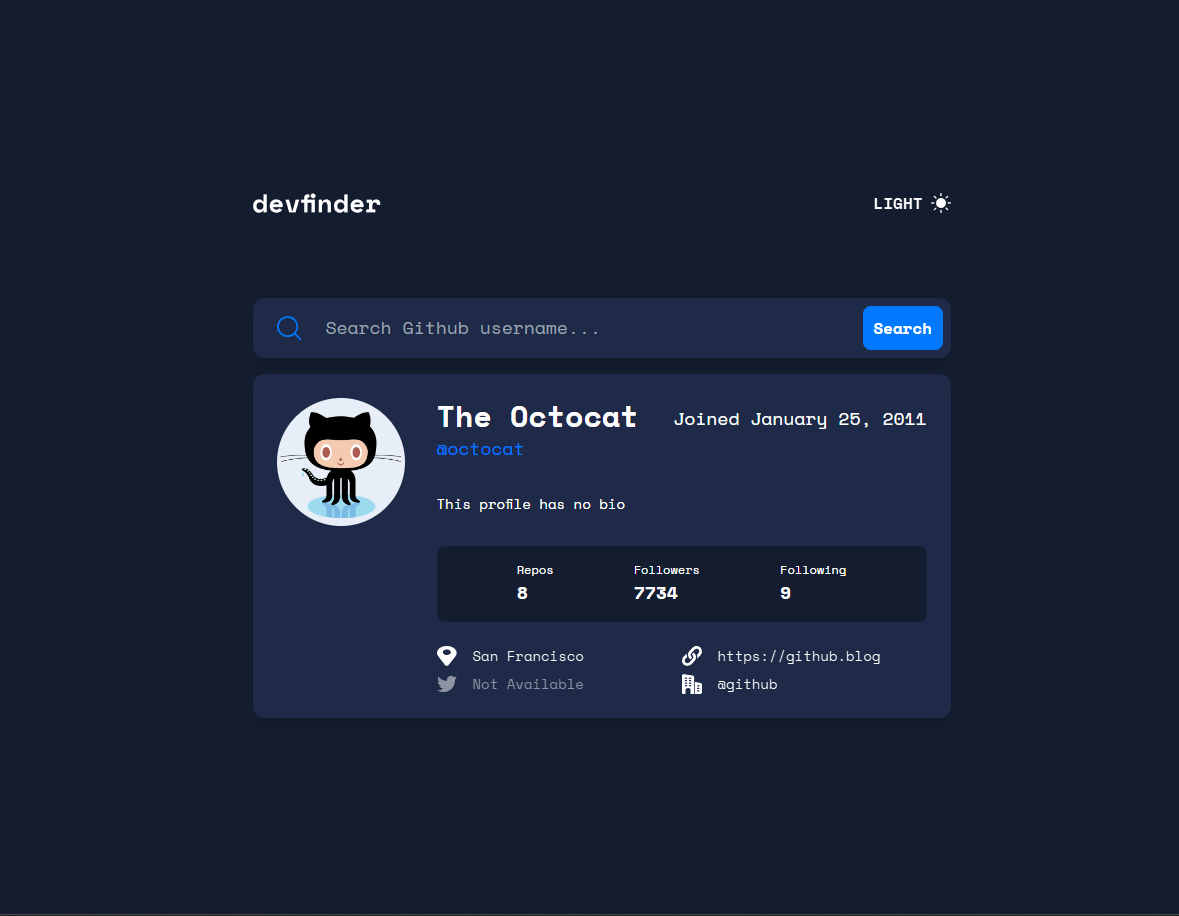 devfinder
LIGHT
Search Github username...
Search
The Octocat
Joined January 25, 2011
@octocat
This profile has no bio
Repos
Followers
Following
8
7734
9
San Francisco
https://github.blog
Not Available
@github